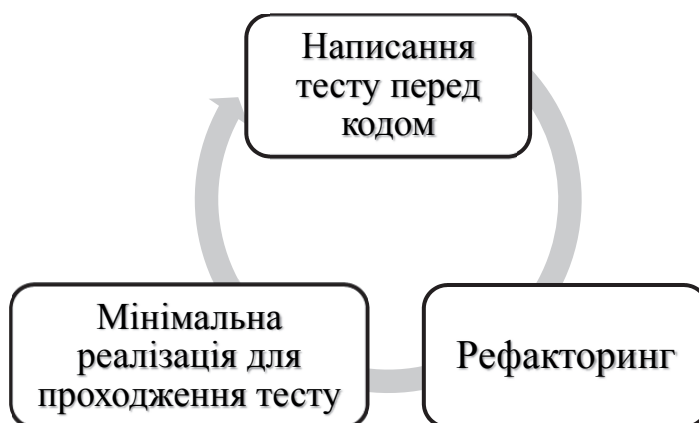 Написання
тесту перед
кодом
Мінімальна
реалізація для
проходження тесту
Рефакторинг